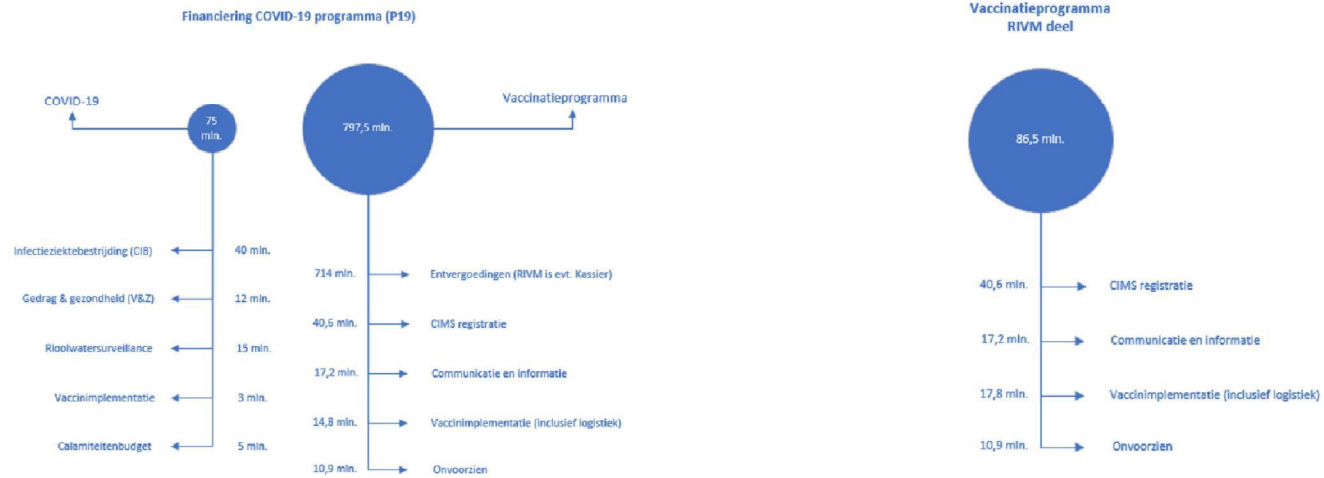 Financiering COVID-19 programma (P19)
COVID-19
75
mln.
Infectieziektebestrijding (CIB)
40 mln.
Gedrag & gezondheid (V&Z)
12 mln.
Rioolwatersurveillance
15 mln.
Vaccinimplementatie
3 mln.
Calamiteitenbudget
5 mln.
797,5 mln.
Vaccinatieprogramma
714 mln.
Entvergoedingen (RIVM is evt. Kassier)
40,6 mln.
CIMS registratie
17,2 mln.
Communicatie en informatie
14,8 mln.
Vaccinimplementatie (inclusief logistiek)
10,9 mln.
Onvoorzien
Vaccinatieprogramma
RIVM deel
86,5 mln.
40,6 mln.
CIMS registratie
17,2 mln.
Communicatie en informatie
17,8 mln.
Vaccinimplementatie (inclusief logistiek)
10,9 mln.
Onvoorzien